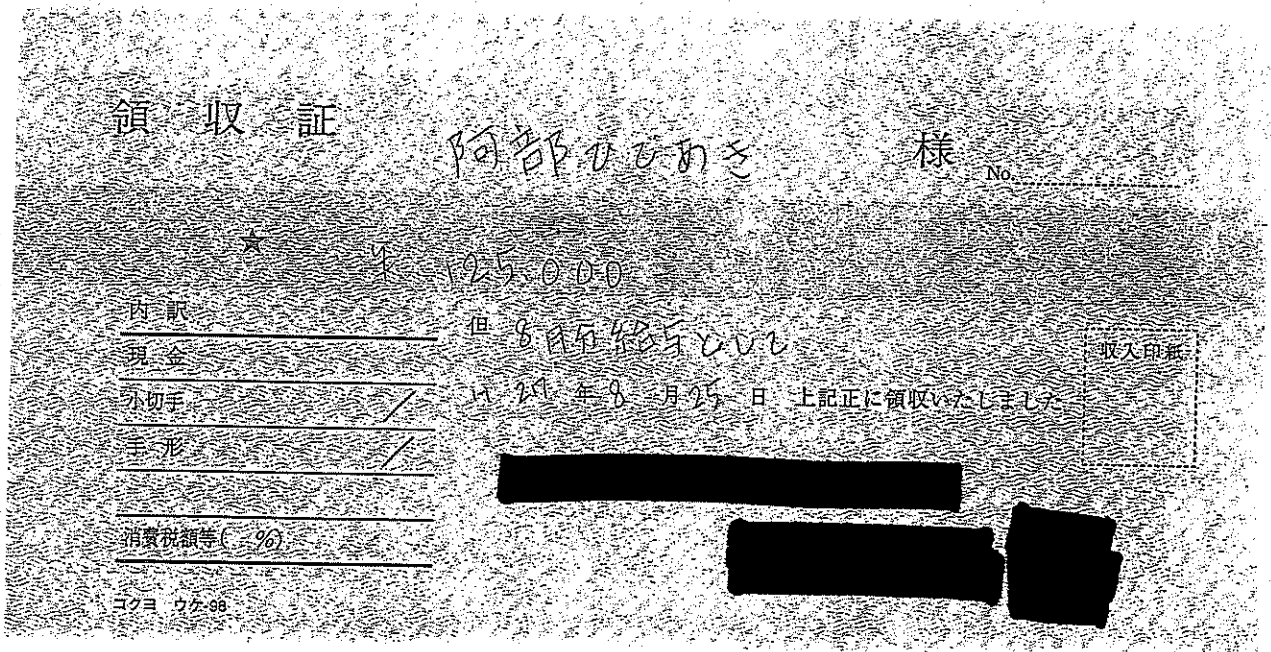 領 収 証
阿部ひであき 様
No.
★
¥ 125.000
内 訳
現 金
小切手
手 形
消費税額等( %)
コクヨ ウケ-98
但 8月分給与として
H 27 年 8 月 25 日 上記正に領収いたしました
収入印紙